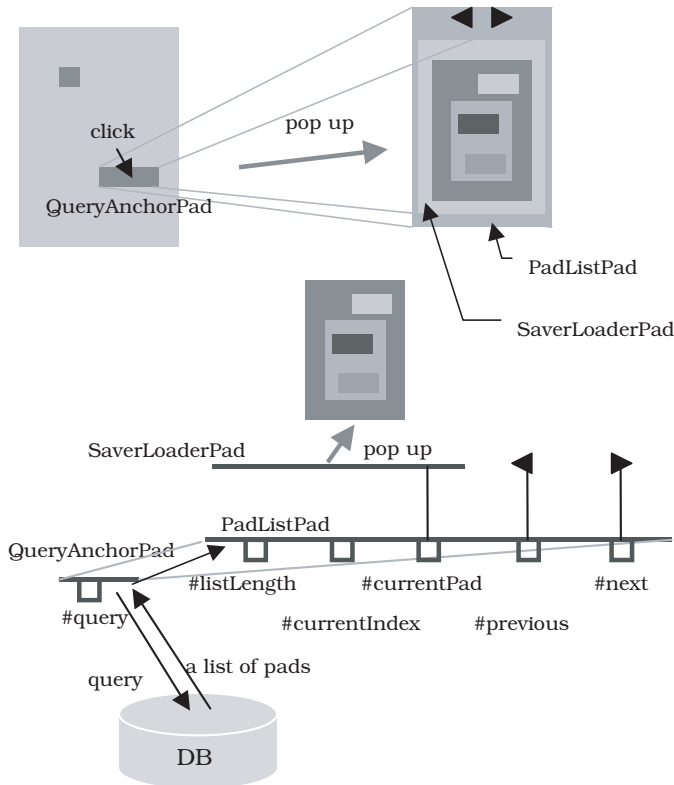 click
pop up
QueryAnchorPad
PadListPad
SaverLoaderPad
SaverLoaderPad
pop up
PadListPad
QueryAnchorPad
#listLength
#currentPad
#next
#query
#currentIndex
#previous
a list of pads
query
DB